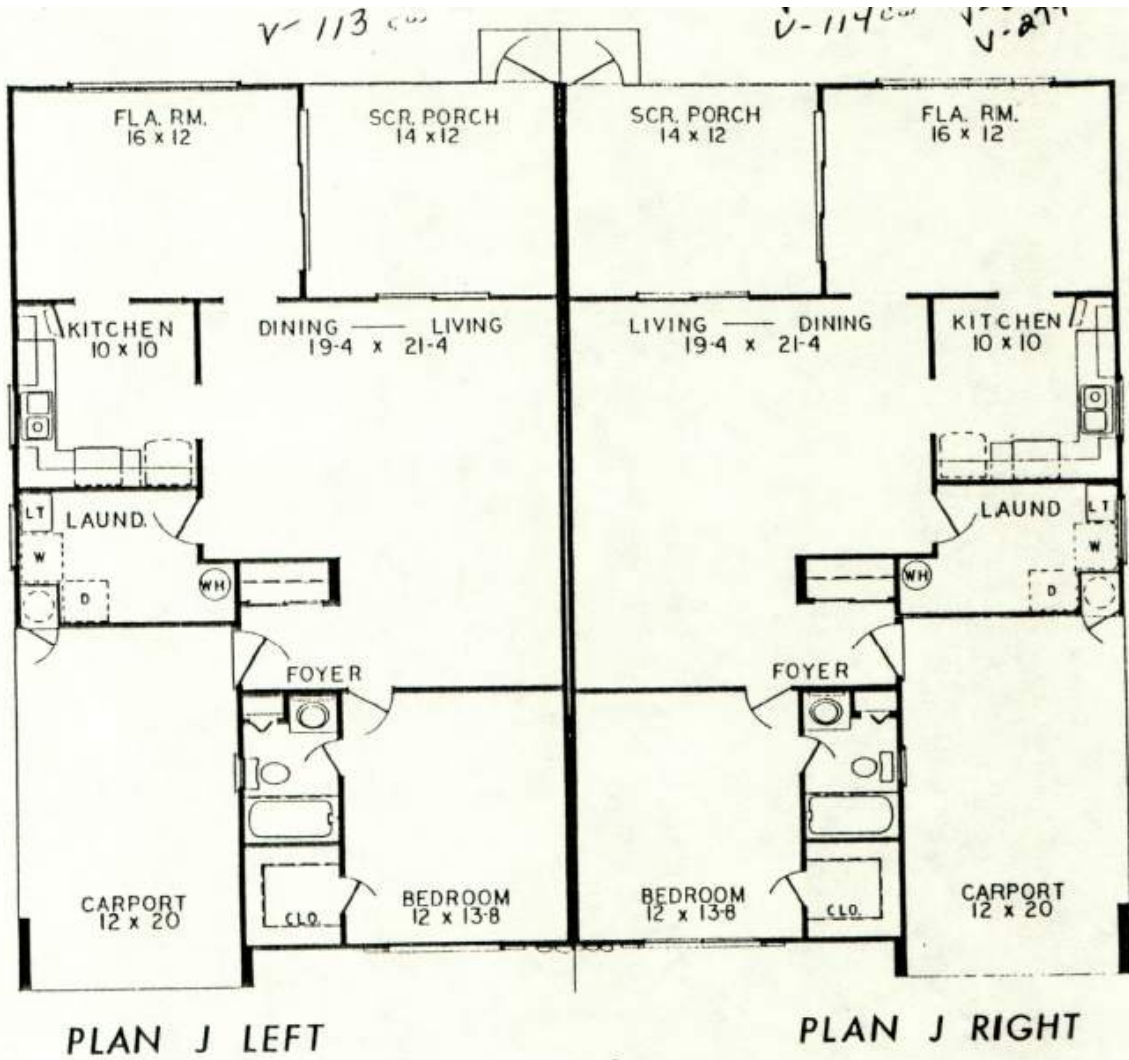 V-113
V-114
V-277
FLA. RM.
16 x 12
SCR. PORCH
14 x 12
SCR. PORCH
14 x 12
FLA. RM.
16 x 12
KITCHEN
10 x 10
DINING — LIVING
19-4 x 21-4
LIVING — DINING
19-4 x 21-4
KITCHEN
10 x 10
LT
LAUND.
W
D
WH
LAUND
LT
W
D
WH
FOYER
FOYER
CARPORT
12 x 20
CLO.
BEDROOM
12 x 13-8
BEDROOM
12 x 13-8
CLO.
CARPORT
12 x 20
PLAN J LEFT
PLAN J RIGHT